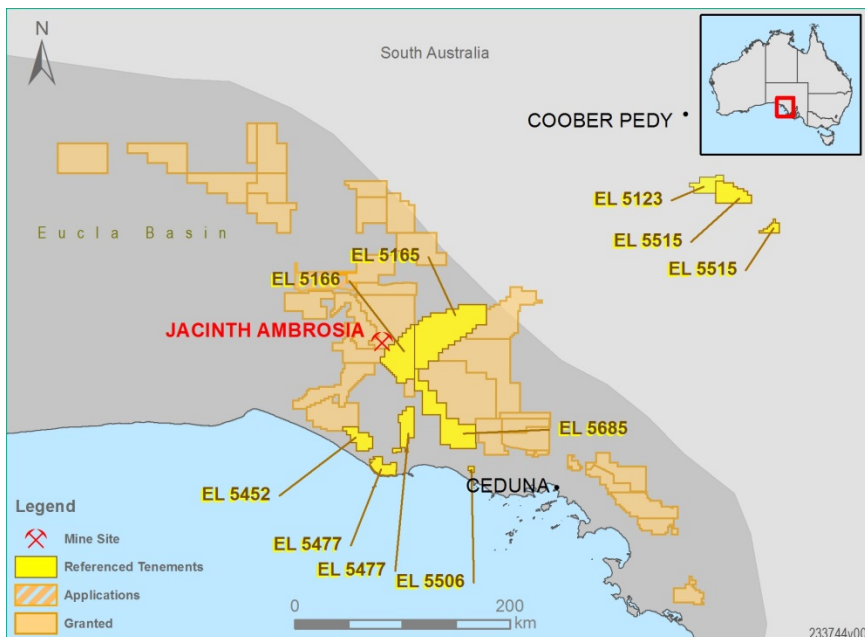 N
South Australia
COOBER PEDY
EL 5123
EL 5515
EL 5515
Eucla Basin
EL 5165
EL 5166
JACINTH AMBROSIA
EL 5685
EL 5452
CEDUNA
EL 5477
EL 5477
EL 5506
Legend
Mine Site
Referenced Tenements
Applications
Granted
0 200
km
233744v00